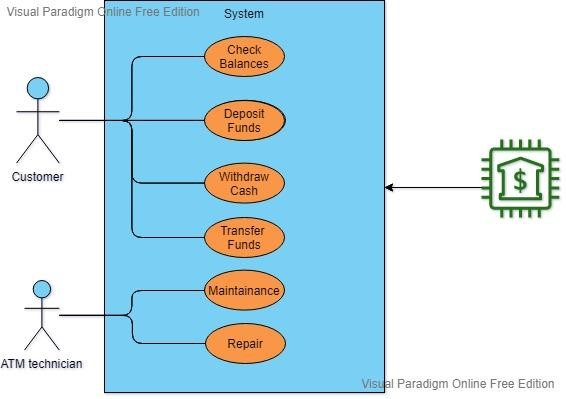 Visual Paradigm Online Free Edition
System
Check
Balances
Deposit
Funds
Customer
Withdraw
Cash
$
Transfer
Funds
Maintainance
ATM technician
Repair
Visual Paradigm Online Free Edition